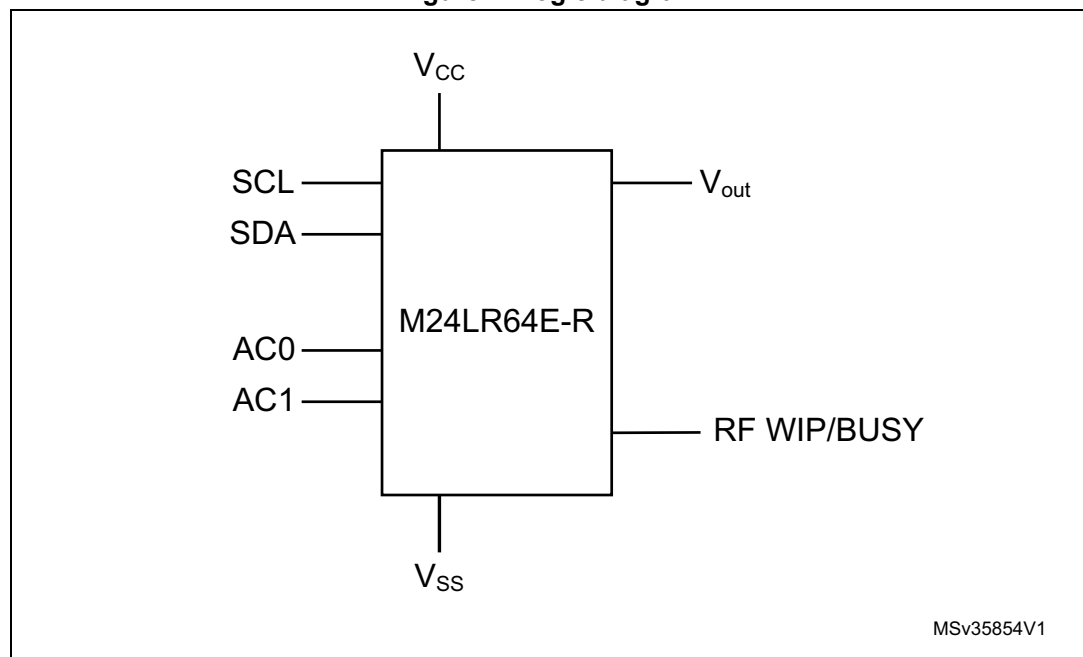 VCC
SCL
Vout
SDA
M24LR64E-R
AC0
AC1
RF WIP/BUSY
VSS
MSv35854V1